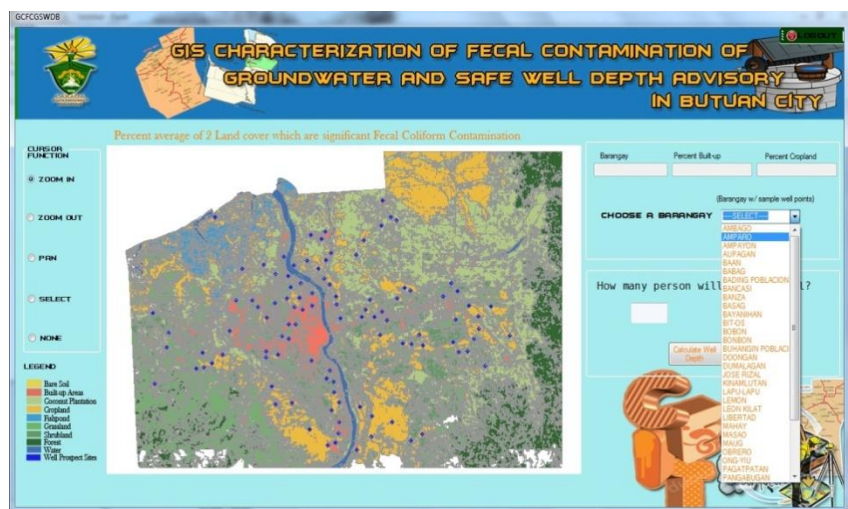 GCFCGSWDB
LOGOUT
GIS CHARACTERIZATION OF FECAL CONTAMINATION OF
GROUNDWATER AND SAFE WELL DEPTH ADVISORY
IN BUTUAN CITY
Percent average of 2 Land cover which are significant Fecal Coliform Contamination
CURSOR
FUNCTION
ZOOM IN
ZOOM OUT
PAN
SELECT
NONE
LEGEND
Bare Soil
Built-up Areas
Coconut Plantation
Cropland
Fishpond
Grassland
Shrubland
Forest
Water
Well Prospect Sites
Barangay Percent Built-up Percent Cropland
(Barangay w/ sample well points)
CHOOSE A BARANGAY ---SELECT---
AMBAGO
AMPARO
AMPAYON
AUPAGAN
BAAN
BABAG
BADING POBLACION
BANCASI
BANZA
BASAG
BAYANIHAN
BIT-OS
BOBON
BONBON
BUHANGIN POBLACI
DOONGAN
DUMALAGAN
JOSE RIZAL
KINAMLUTAN
LAPU-LAPU
LEMON
LEON KILAT
LIBERTAD
MAHAY
MASAO
MAUG
OBRERO
ONG-YIU
PAGATPATAN
PANGABUGAN
How many person will l?
Calculate Well
Depth